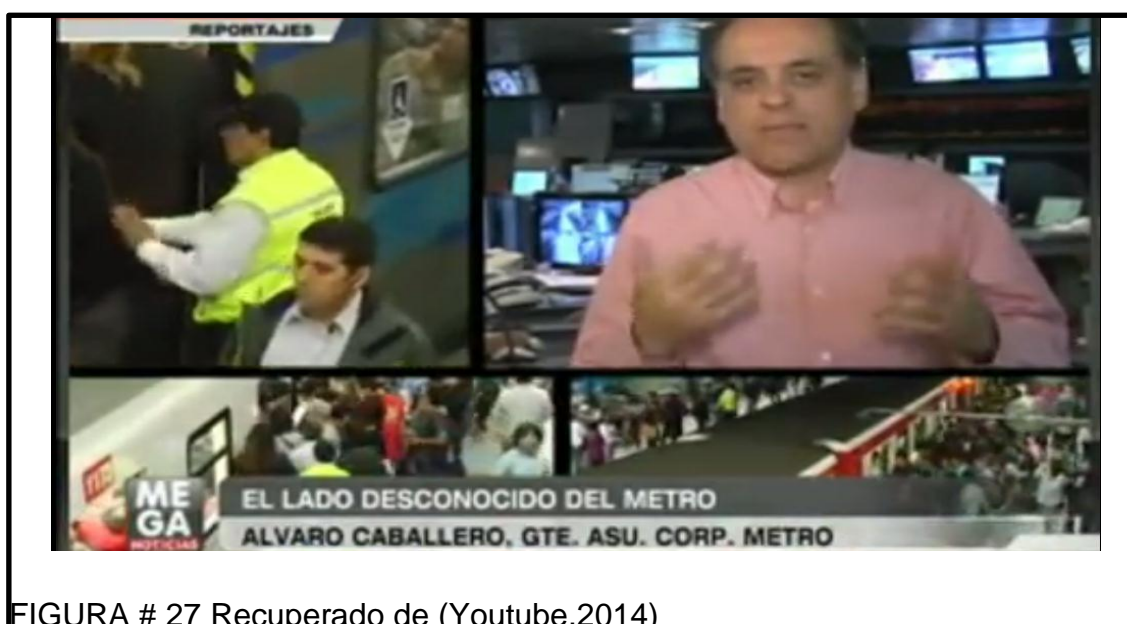 REPORTAJES
ME
GA
NOTICIAS
EL LADO DESCONOCIDO DEL METRO
ALVARO CABALLERO, GTE. ASU. CORP. METRO
FIGURA # 27 Recuperado de (Youtube,2014)